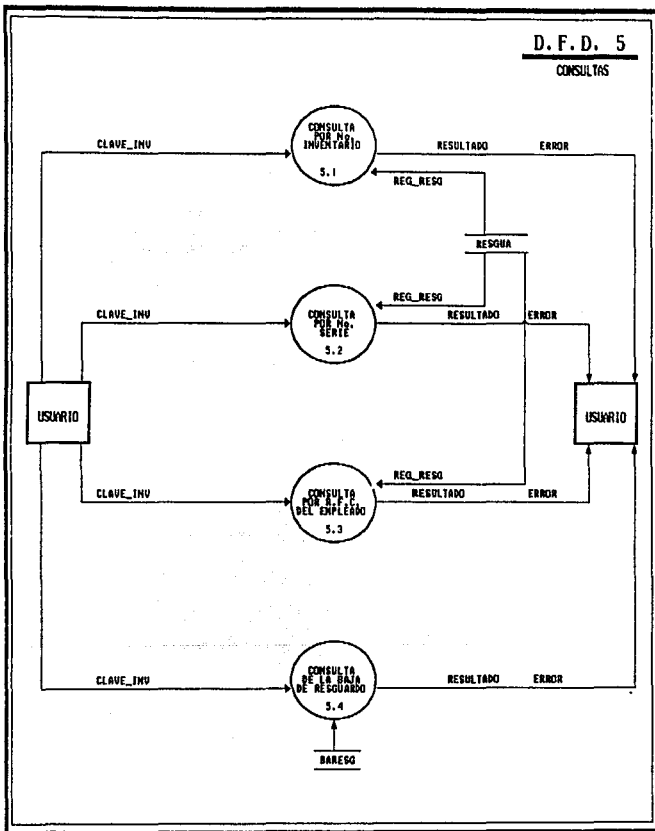 D.F.D. 5
CONSULTAS
CONSULTA
POR No.
INVENTARIO
5.1
CLAVE_INV
RESULTADO ERROR
REG_RESG
RESGUA
REG_RESG
CONSULTA
POR No.
SERIE
5.2
CLAVE_INV
RESULTADO ERROR
USUARIO
USUARIO
REG_RESG
CONSULTA
POR R.F.C.
DEL EMPLEADO
5.3
CLAVE_INV
RESULTADO ERROR
CONSULTA
DE LA BAJA
DE RESGUARDO
5.4
CLAVE_INV
RESULTADO ERROR
BARESG